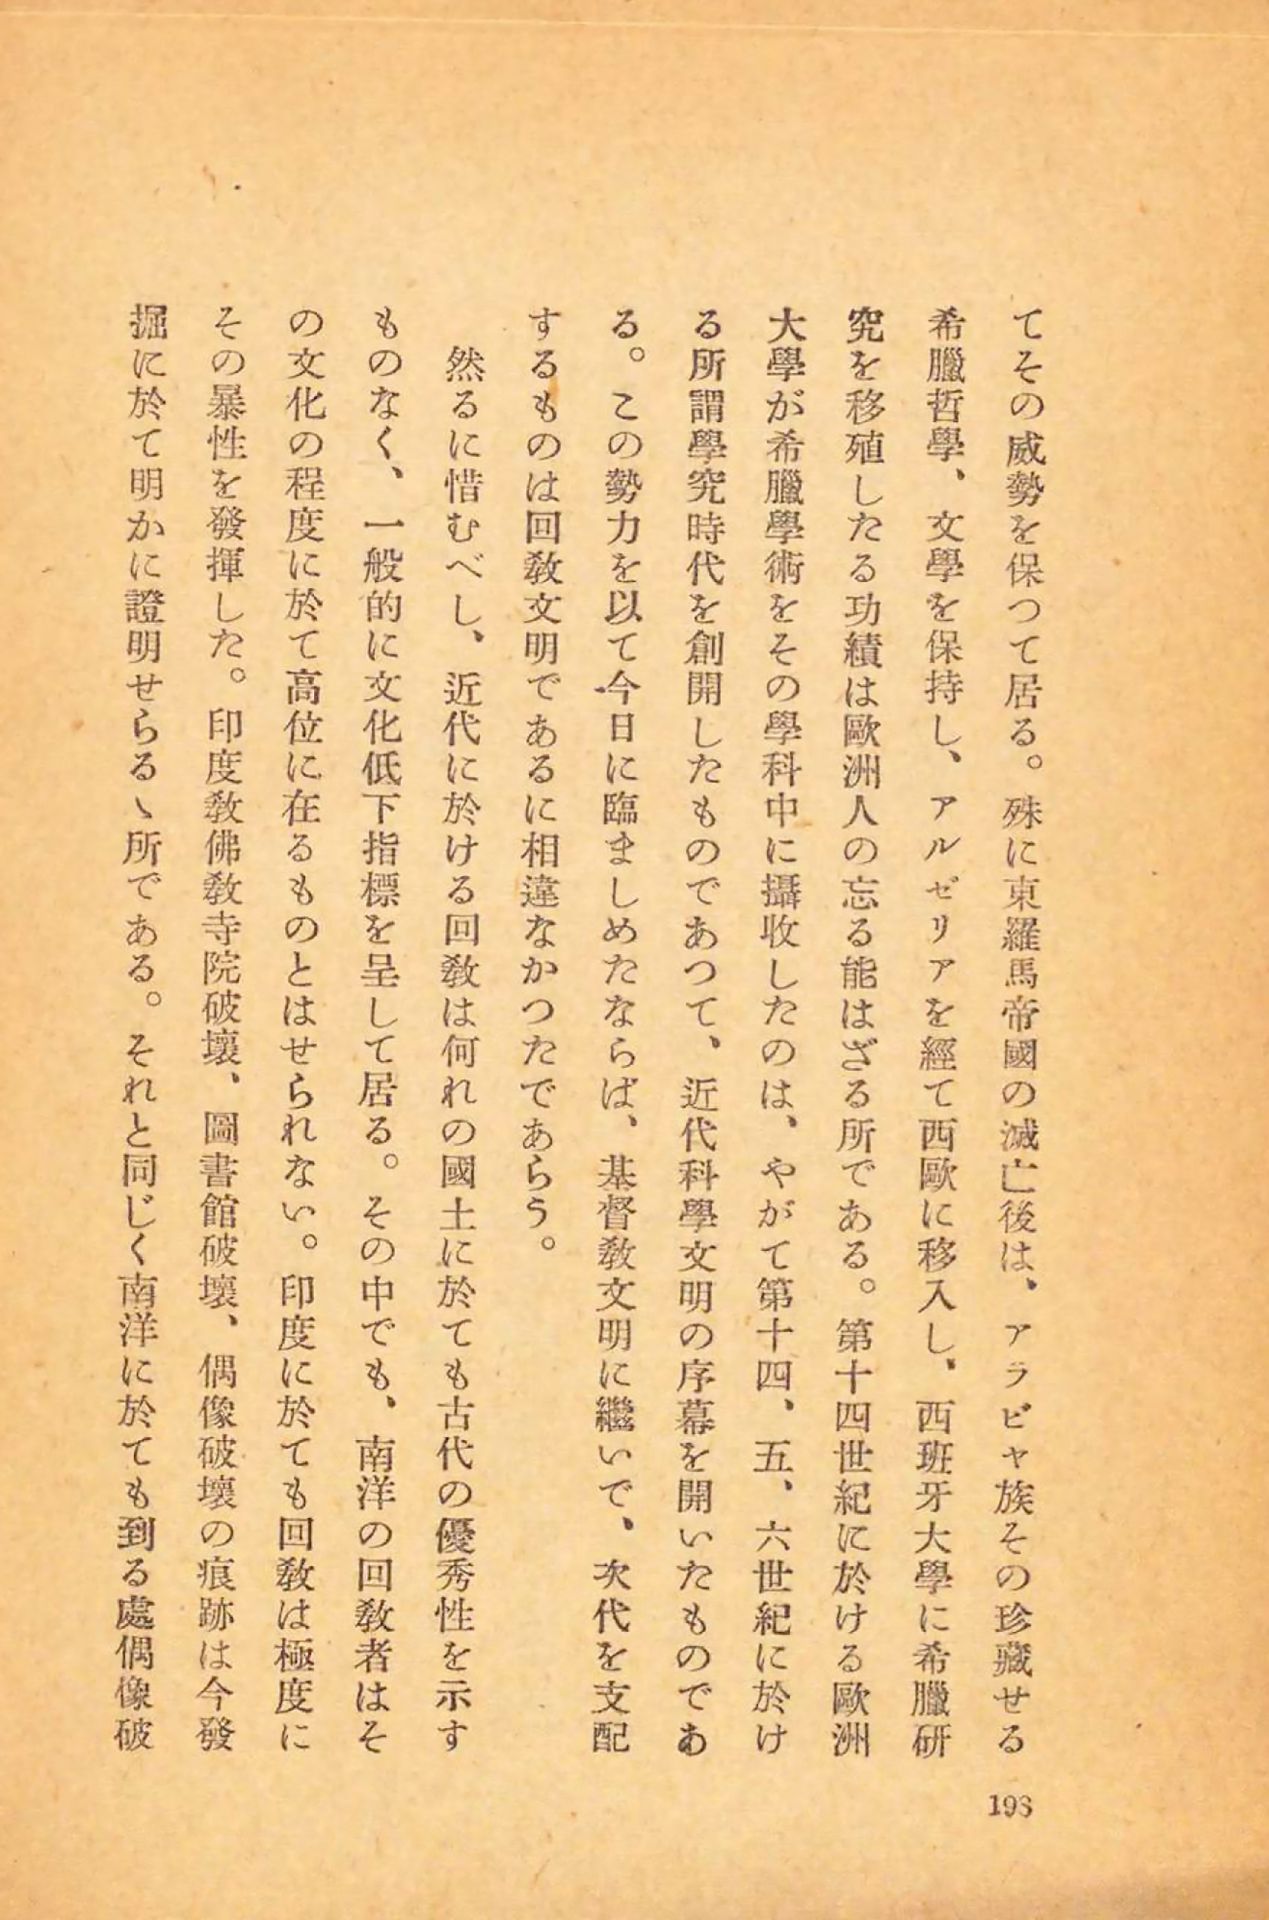 てその威勢を保つて居る。殊に東羅馬帝國の滅亡後は、アラビヤ族その珍藏せる
希臘哲學、文學を保持し、アルゼリアを經て西歐に移入し、西班牙大學に希臘研
究を移殖したる功績は歐洲人の忘る能はざる所である。第十四世紀に於ける歐洲
大學が希臘學術をその學科中に攝收したのは、やがて第十四、五、六世紀に於け
る所謂學究時代を創開したものであつて、近代科學文明の序幕を開いたものであ
る。この勢力を以て今日に臨ましめたならば、基督敎文明に繼いで、次代を支配
するものは回敎文明であるに相違なかつたであらう。
然るに惜むべし、近代に於ける回敎は何れの國土に於ても古代の優秀性を示す
ものなく、一般的に文化低下指標を呈して居る。その中でも、南洋の回敎者はそ
の文化の程度に於て高位に在るものとはせられない。印度に於ても回敎は極度に
その暴性を發揮した。印度敎佛敎寺院破壞、圖書館破壞、偶像破壞の痕跡は今發
掘に於て明かに證明せらるゝ所である。それと同じく南洋に於ても到る處偶像破
198